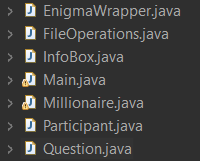 EnigmaWrapper.java
FileOperations.java
InfoBox.java
Main.java
Millionaire.java
Participant.java
Question.java